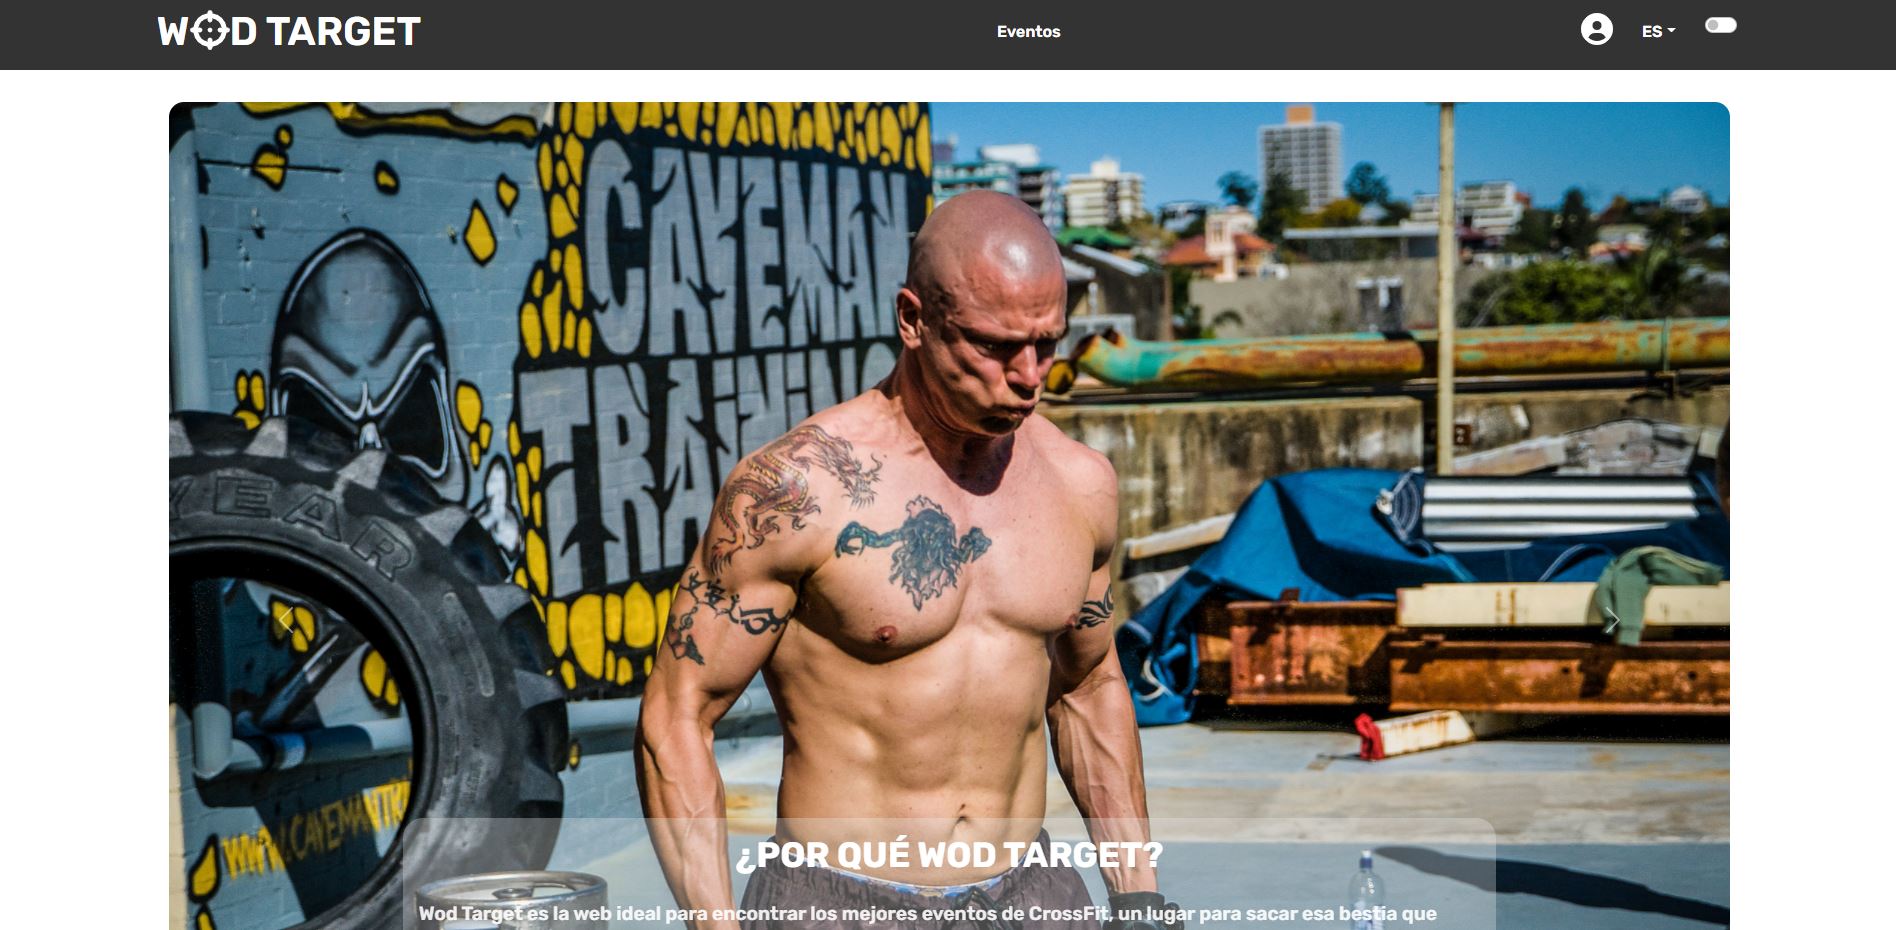 WOD TARGET
Eventos
ES
CAVEMAN
TRAINING
YEAR
WWW.CAVEMANTR
¿POR QUÉ WOD TARGET?
Wod Target es la web ideal para encontrar los mejores eventos de CrossFit, un lugar para sacar esa bestia que